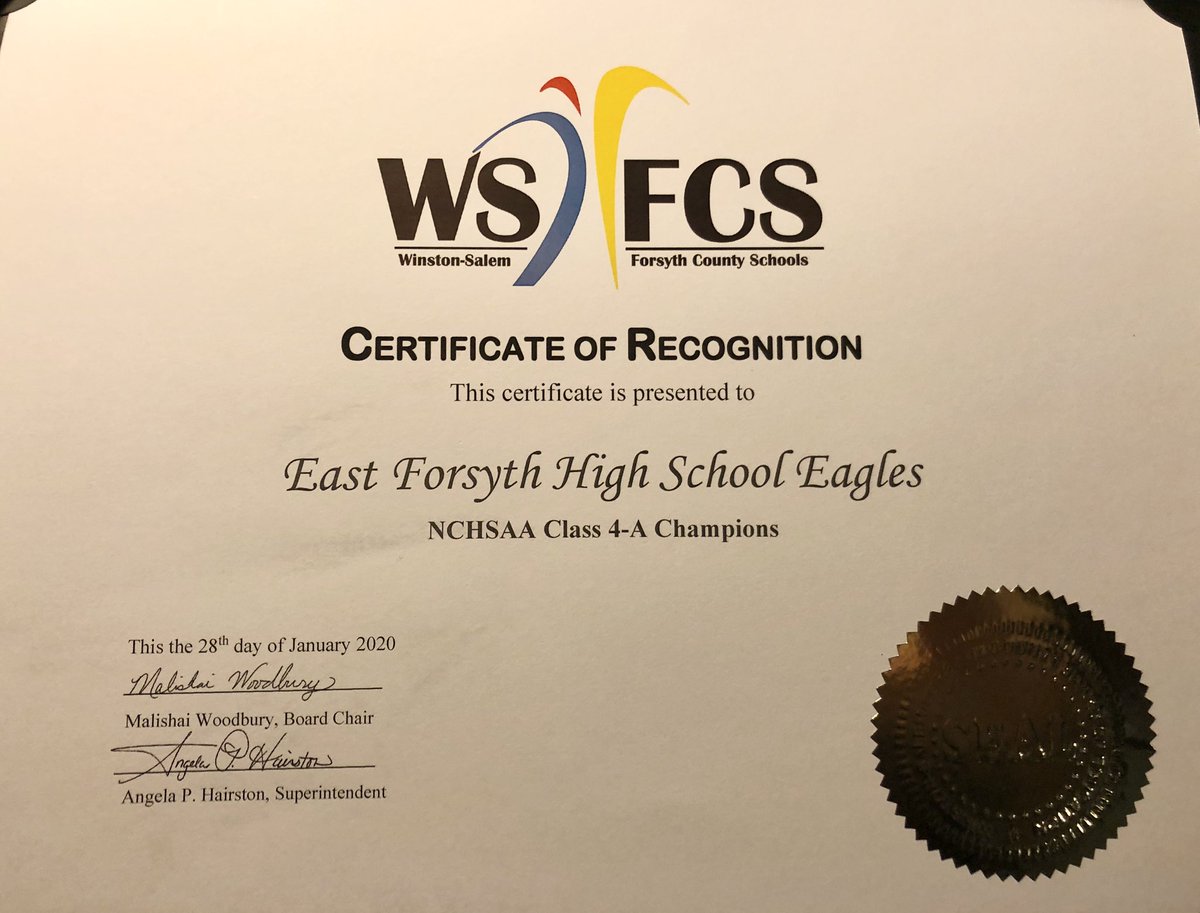 WS FCS
Winston-Salem Forsyth County Schools
CERTIFICATE OF RECOGNITION
This certificate is presented to
East Forsyth High School Eagles
NCHSAA Class 4-A Champions
This the 28th day of January 2020
Malishai Woodbury
Malishai Woodbury, Board Chair
Angela P. Hairston
Angela P. Hairston, Superintendent
SEAL